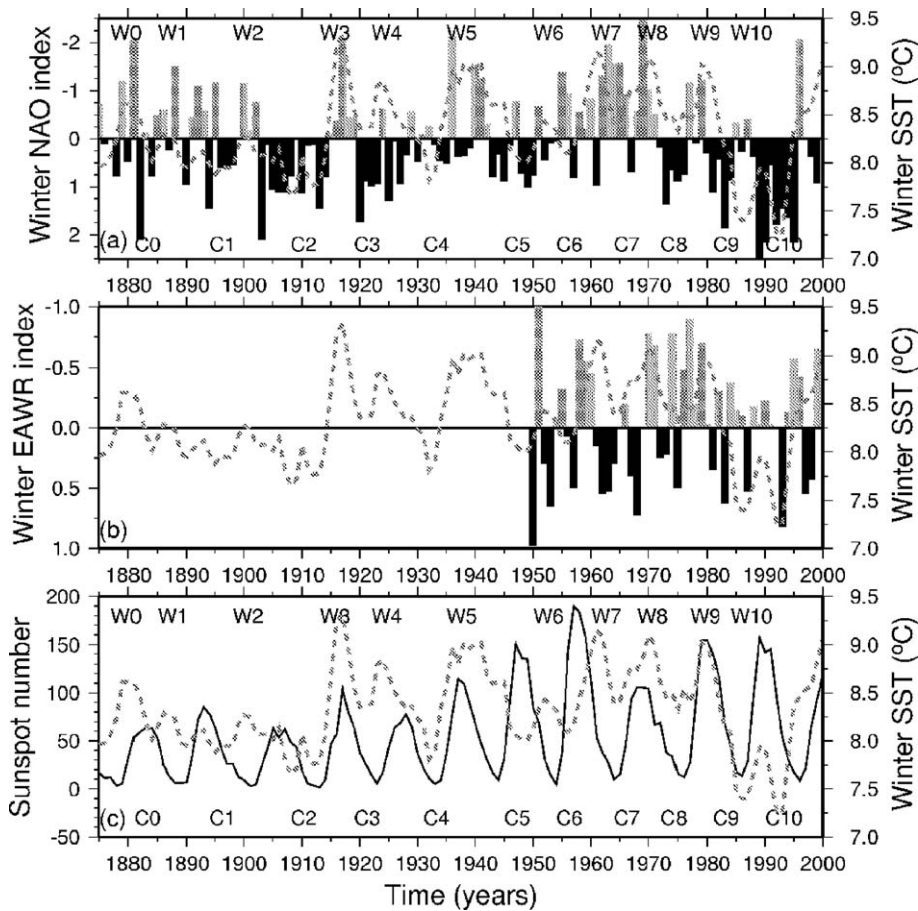 W0 W1 W2 W3 W4 W5 W6 W7 W8 W9 W10
-2
-1
0
1
2
Winter NAO index
9.5
9.0
8.5
8.0
7.5
7.0
Winter SST (ºC)
(a) C0 C1 C2 C3 C4 C5 C6 C7 C8 C9 C10
1880 1890 1900 1910 1920 1930 1940 1950 1960 1970 1980 1990 2000
-1.0
-0.5
0.0
0.5
1.0
Winter EAWR index
9.5
9.0
8.5
8.0
7.5
7.0
Winter SST (ºC)
(b)
1880 1890 1900 1910 1920 1930 1940 1950 1960 1970 1980 1990 2000
W0 W1 W2 W3 W4 W5 W6 W7 W8 W9 W10
200
150
100
50
0
-50
Sunspot number
9.5
9.0
8.5
8.0
7.5
7.0
Winter SST (ºC)
(c) C0 C1 C2 C3 C4 C5 C6 C7 C8 C9 C10
1880 1890 1900 1910 1920 1930 1940 1950 1960 1970 1980 1990 2000
Time (years)